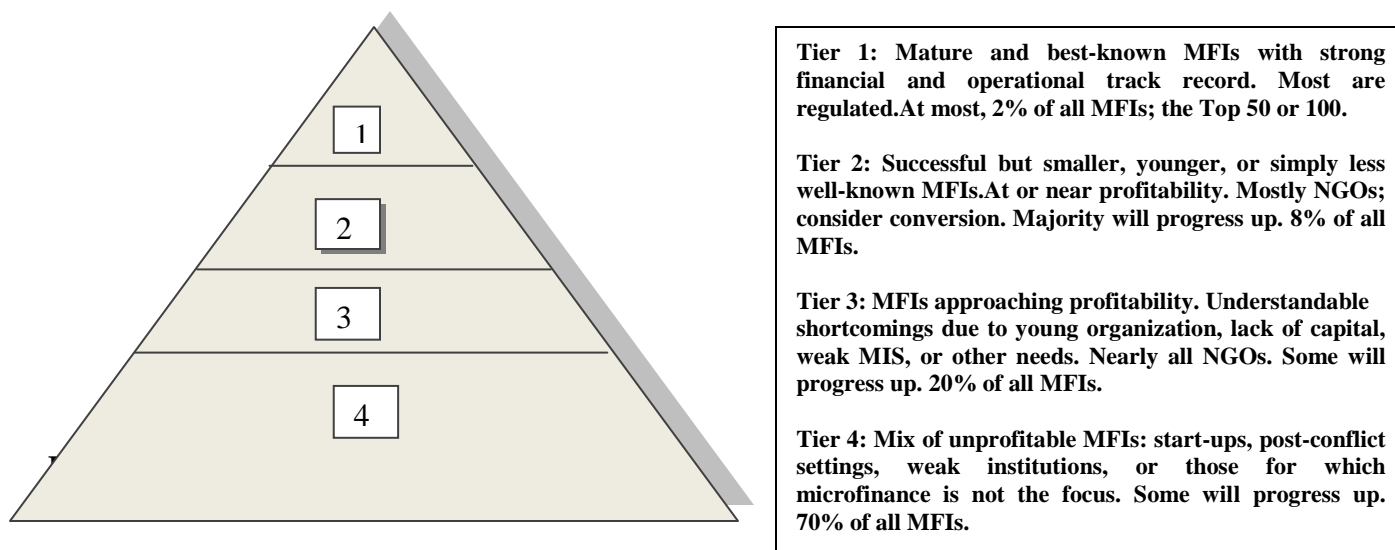 1
2
3
4
Tier 1: Mature and best-known MFIs with strong
financial and operational track record. Most are
regulated.At most, 2% of all MFIs; the Top 50 or 100.
Tier 2: Successful but smaller, younger, or simply less
well-known MFIs.At or near profitability. Mostly NGOs;
consider conversion. Majority will progress up. 8% of all
MFIs.
Tier 3: MFIs approaching profitability. Understandable
shortcomings due to young organization, lack of capital,
weak MIS, or other needs. Nearly all NGOs. Some will
progress up. 20% of all MFIs.
Tier 4: Mix of unprofitable MFIs: start-ups, post-conflict
settings, weak institutions, or those for which
microfinance is not the focus. Some will progress up.
70% of all MFIs.